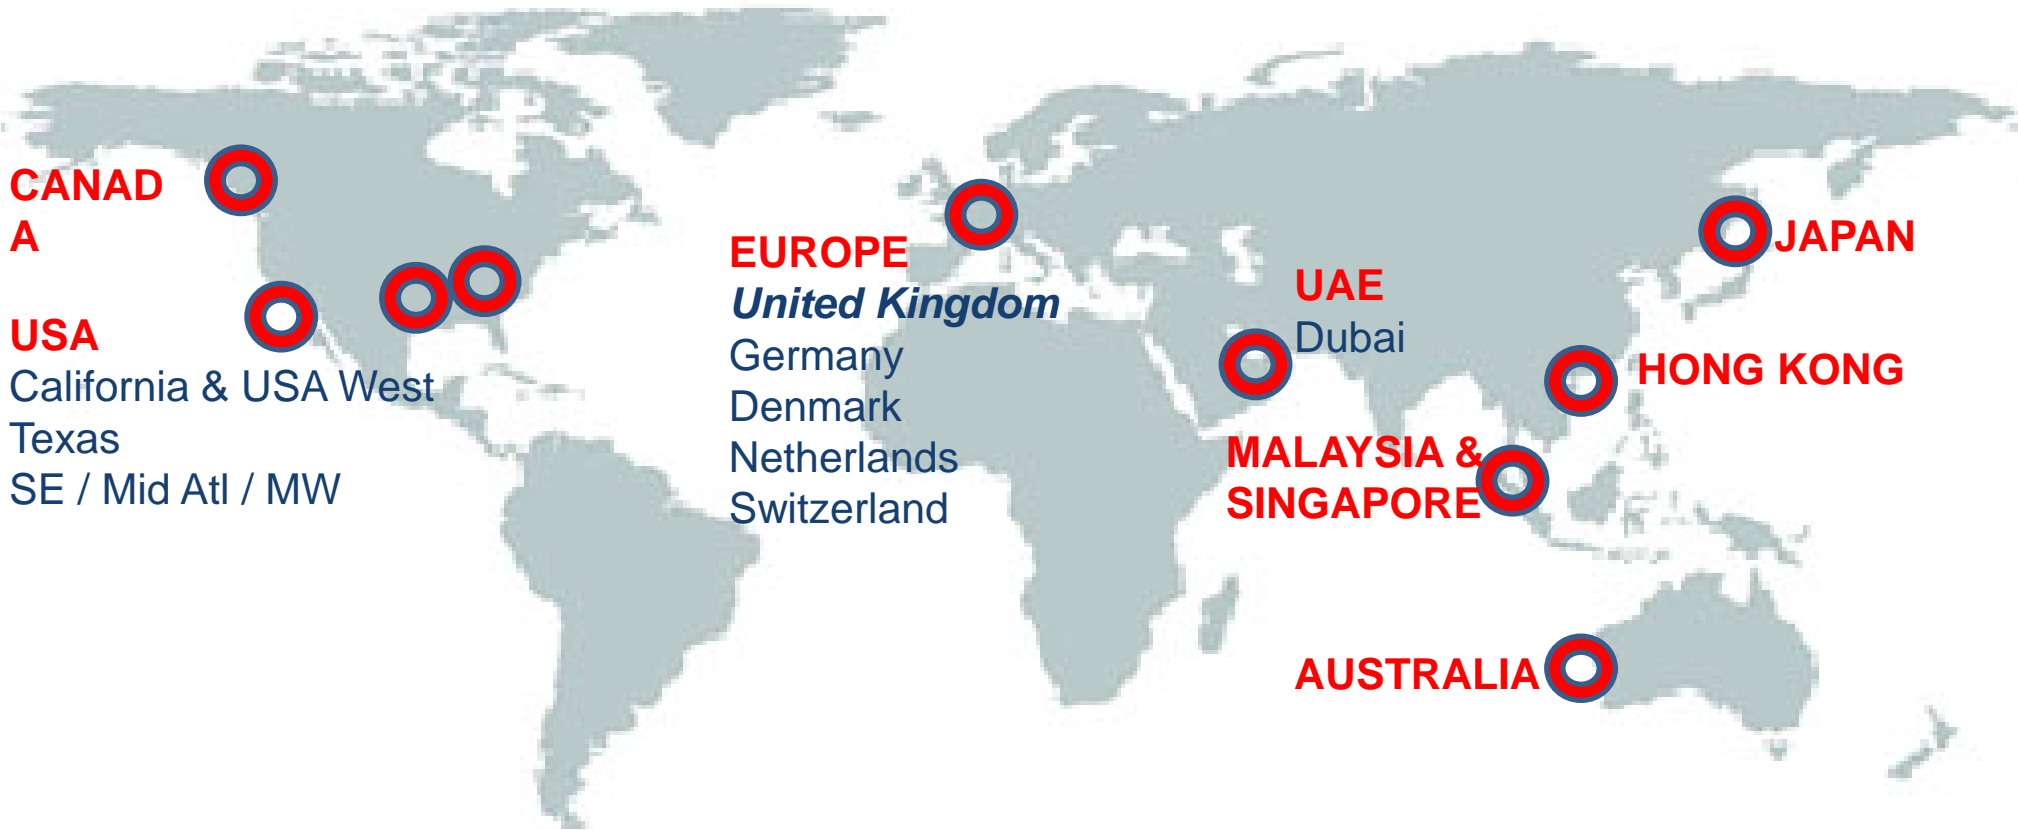 CANAD
A
USA
California & USA West
Texas
SE / Mid Atl / MW
EUROPE
United Kingdom
Germany
Denmark
Netherlands
Switzerland
UAE
Dubai
MALAYSIA &
SINGAPORE
AUSTRALIA
JAPAN
HONG KONG